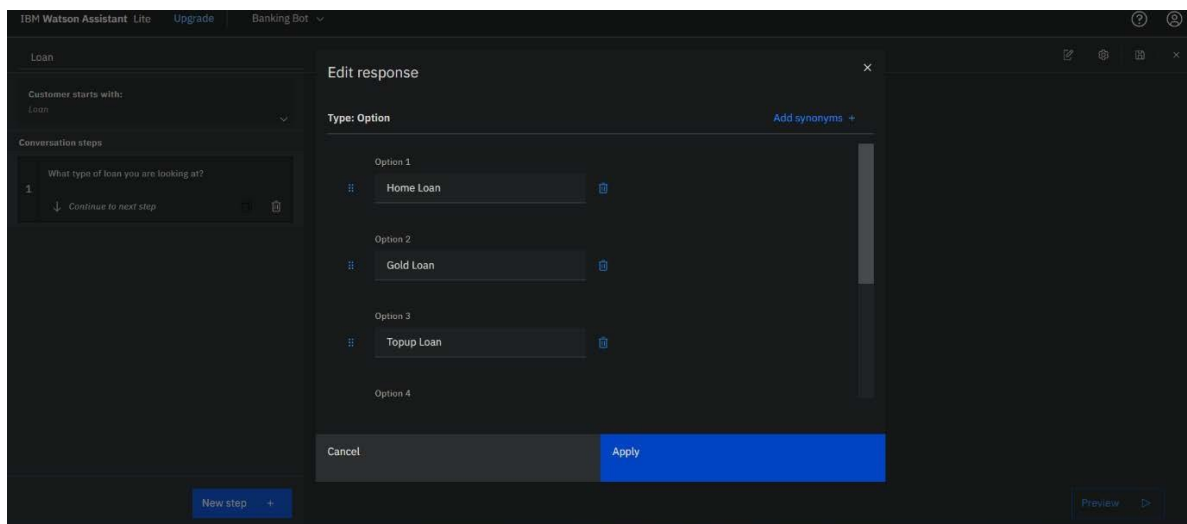 IBM Watson Assistant Lite Upgrade Banking Bot
Loan
Customer starts with:
Loan
Conversation steps
1
What type of loan you are looking at?
Continue to next step
New step +
Edit response
Type: Option
Add synonyms +
Option 1
Home Loan
Option 2
Gold Loan
Option 3
Topup Loan
Option 4
Cancel
Apply
Preview